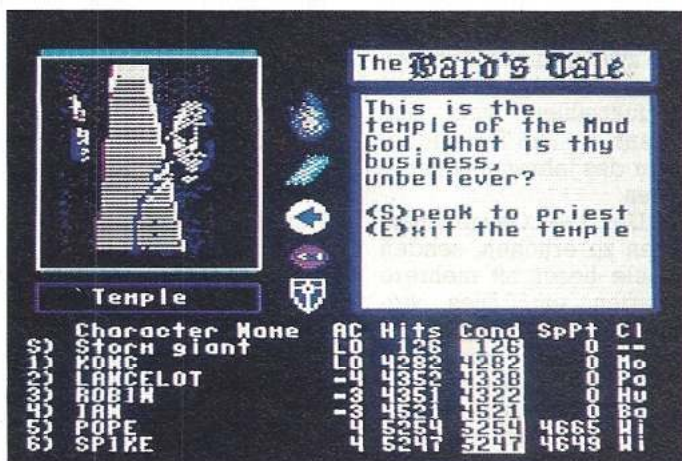 The Bard's Tale
This is the
temple of the Mad
God. What is thy
business,
unbeliever?
<S>peak to priest
<E>xit the temple
Temple
Character Name AC Hits Cond SpPt Cl
S) Storm giant LO 126 126 0 --
1) KONG LO 4282 4282 0 Mo
2) LANCELOT -4 4352 4338 0 Pa
3) ROBIN -3 4351 4322 0 Hu
4) IAN -3 4521 4521 0 Ba
5) POPE 4 5254 5254 4665 Wi
6) SPIKE 4 5247 5247 4649 Wi